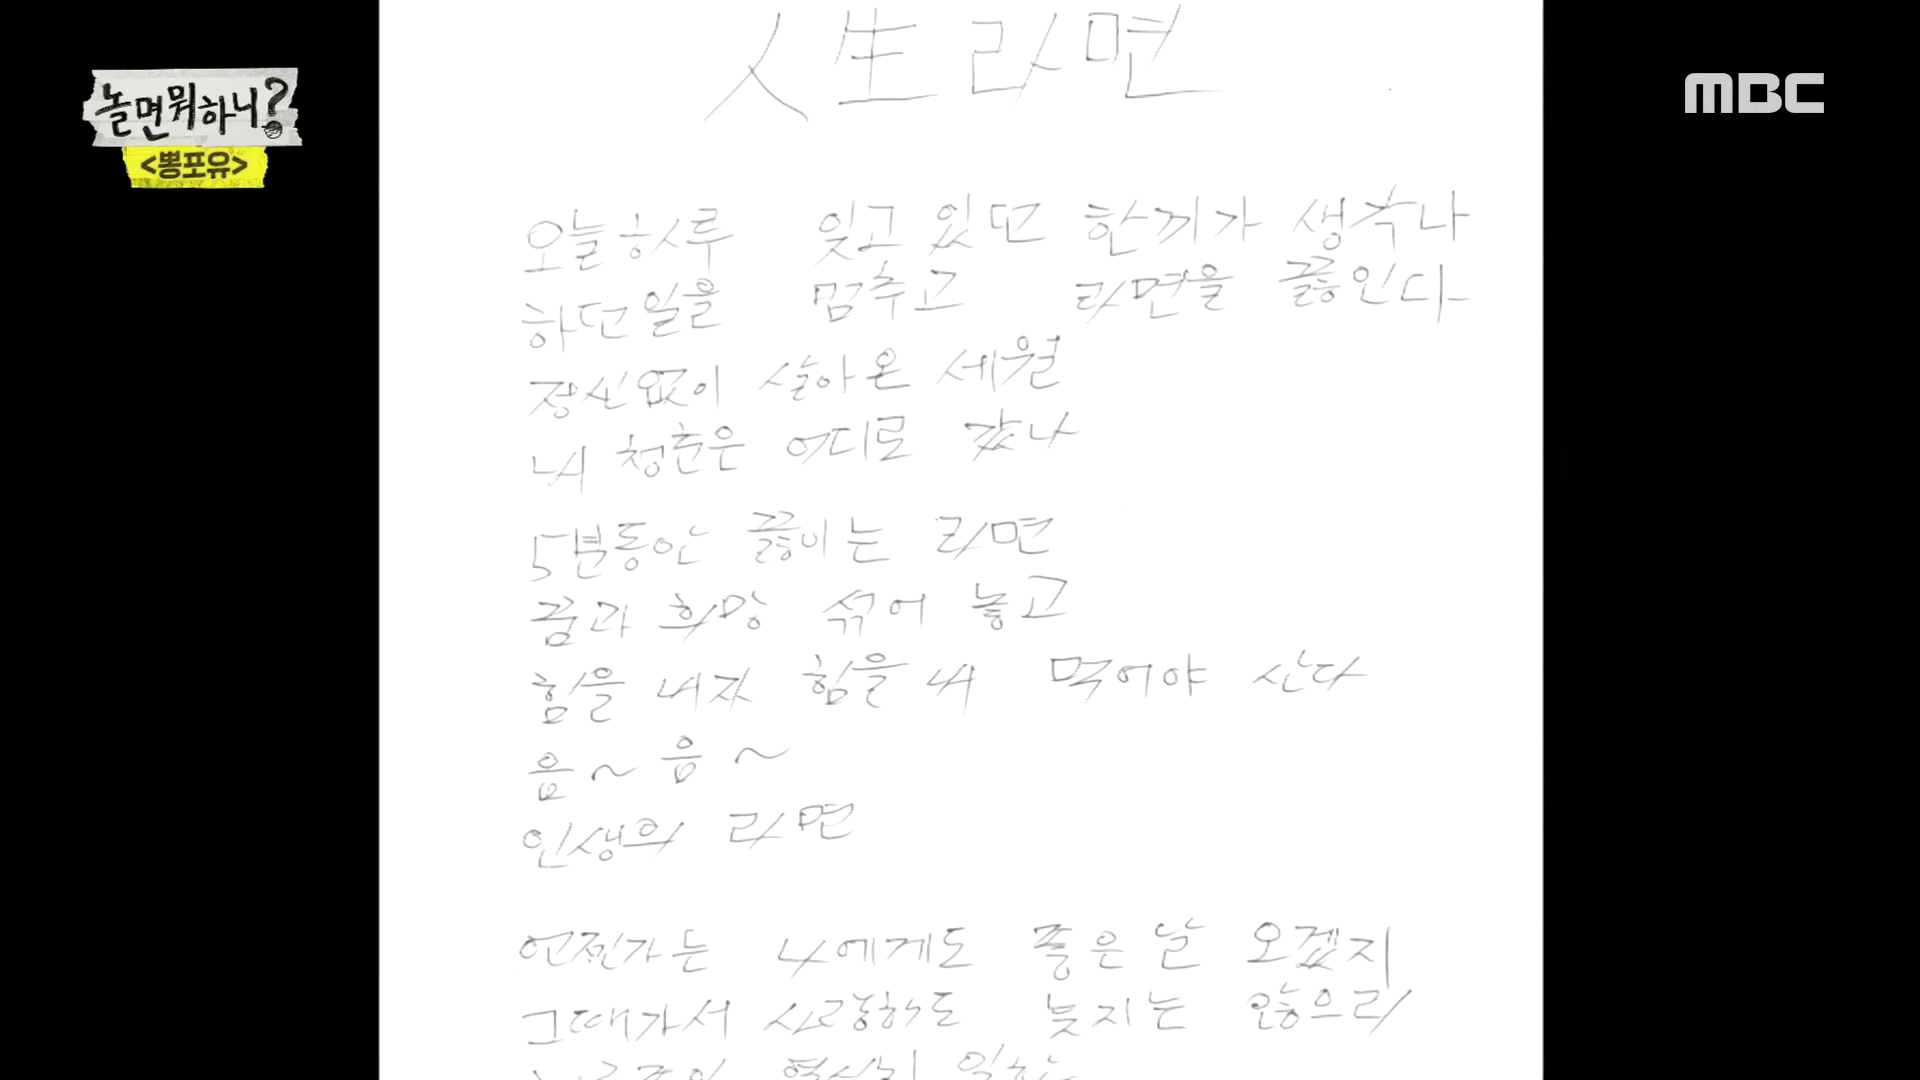 놀면뭐하니?
<뽕포유>
MBC
人生라면
오늘하루 잊고 있던 한끼가 생각나
하던일을 멈추고 라면을 끓인다
정신없이 살아온 세월
내 청춘은 어디로 갔나
5분동안 끓이는 라면
꿈과 희망 섞어 놓고
힘을 내자 힘을 내 먹어야 산다
음~음~
인생의 라면
언젠가는 나에게도 좋은날 오겠지
그때가서 사랑해도 늦지는 않으리